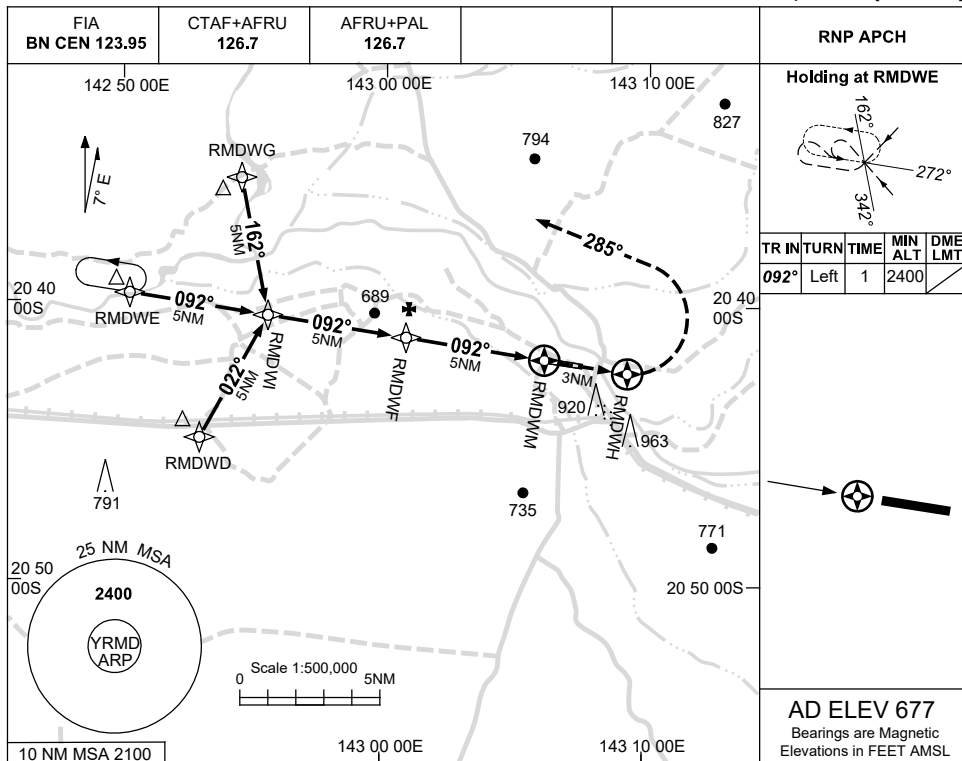 FIA
BN CEN 123.95
CTAF+AFRU
126.7
AFRU+PAL
126.7
RNP APCH
142 50 00E
143 00 00E
143 10 00E
Holding at RMDWE
162°
272°
342°
TR IN TURN TIME MIN ALT DME LMT
092° Left 1 2400
7° E
RMDWG
794
827
162°
5NM
285°
20 40
00S
20 40
00S
RMDWE
092°
5NM
689
RMDWI
092°
5NM
092°
5NM
022°
5NM
RMDWF
3NM
RMDWM
920
RMDWH
963
RMDWD
791
735
771
25 NM MSA
20 50
00S
20 50 00S
2400
YRMD
ARP
Scale 1:500,000
0 5NM
10 NM MSA 2100
143 00 00E
143 10 00E
AD ELEV 677
Bearings are Magnetic
Elevations in FEET AMSL